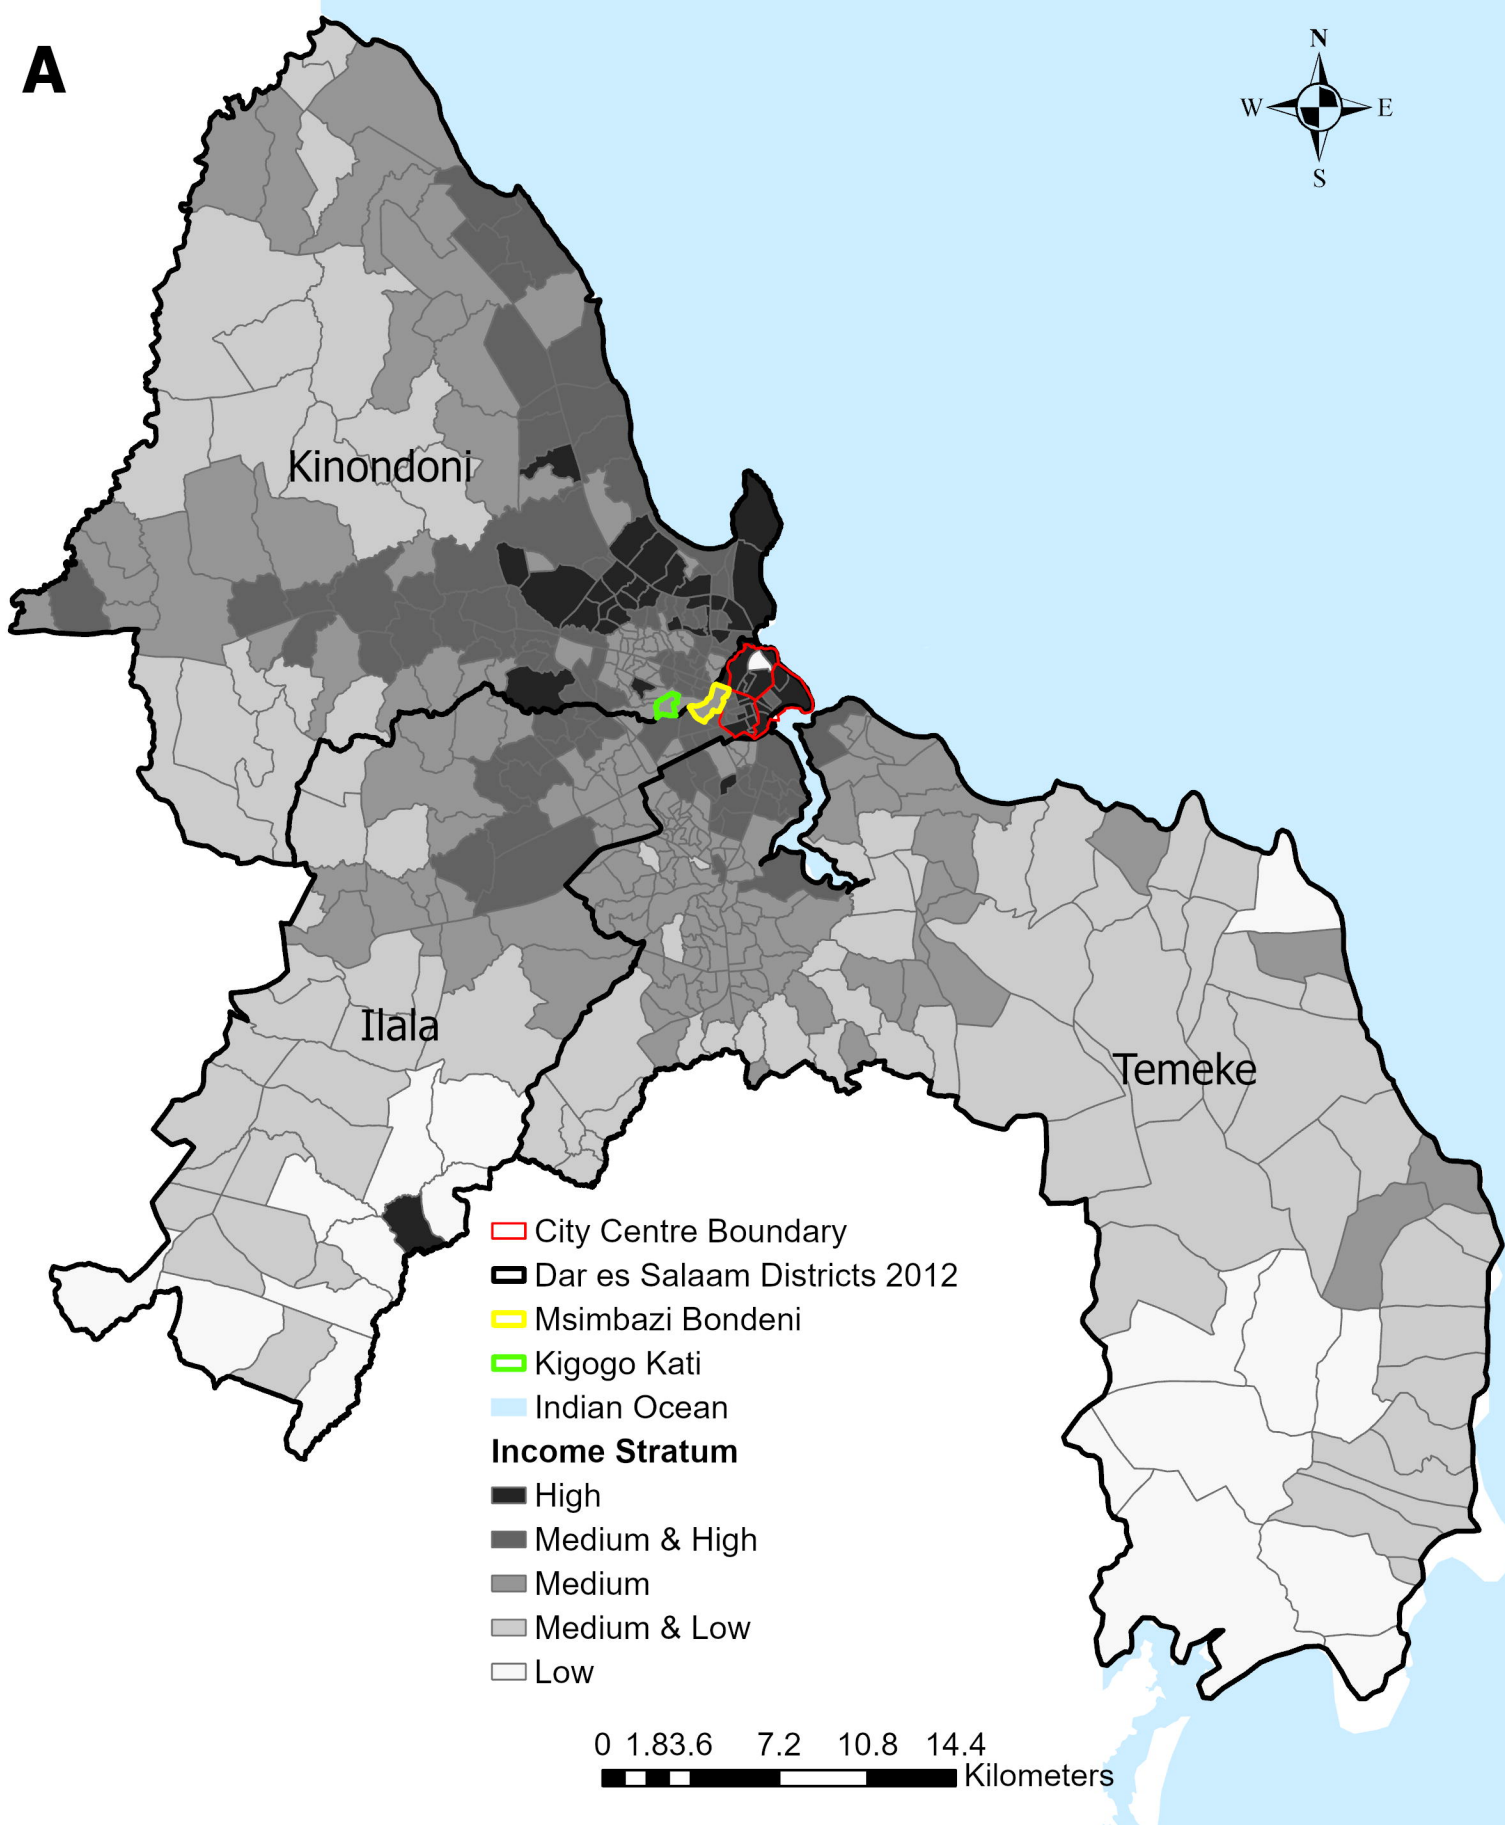 A
N
W E
S
Kinondoni
Ilala
Temeke
City Centre Boundary
Dar es Salaam Districts 2012
Msimbazi Bondeni
Kigogo Kati
Indian Ocean
Income Stratum
High
Medium & High
Medium
Medium & Low
Low
0 1.83.6 7.2 10.8 14.4
Kilometers